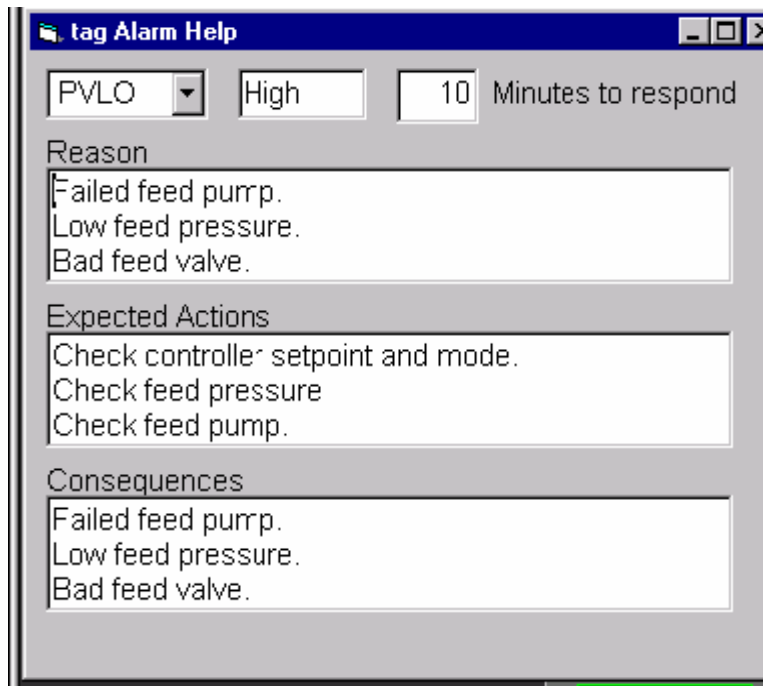 tag Alarm Help
PVLO High 10 Minutes to respond
Reason
Failed feed pump.
Low feed pressure.
Bad feed valve.
Expected Actions
Check controller setpoint and mode.
Check feed pressure
Check feed pump.
Consequences
Failed feed pump.
Low feed pressure.
Bad feed valve.